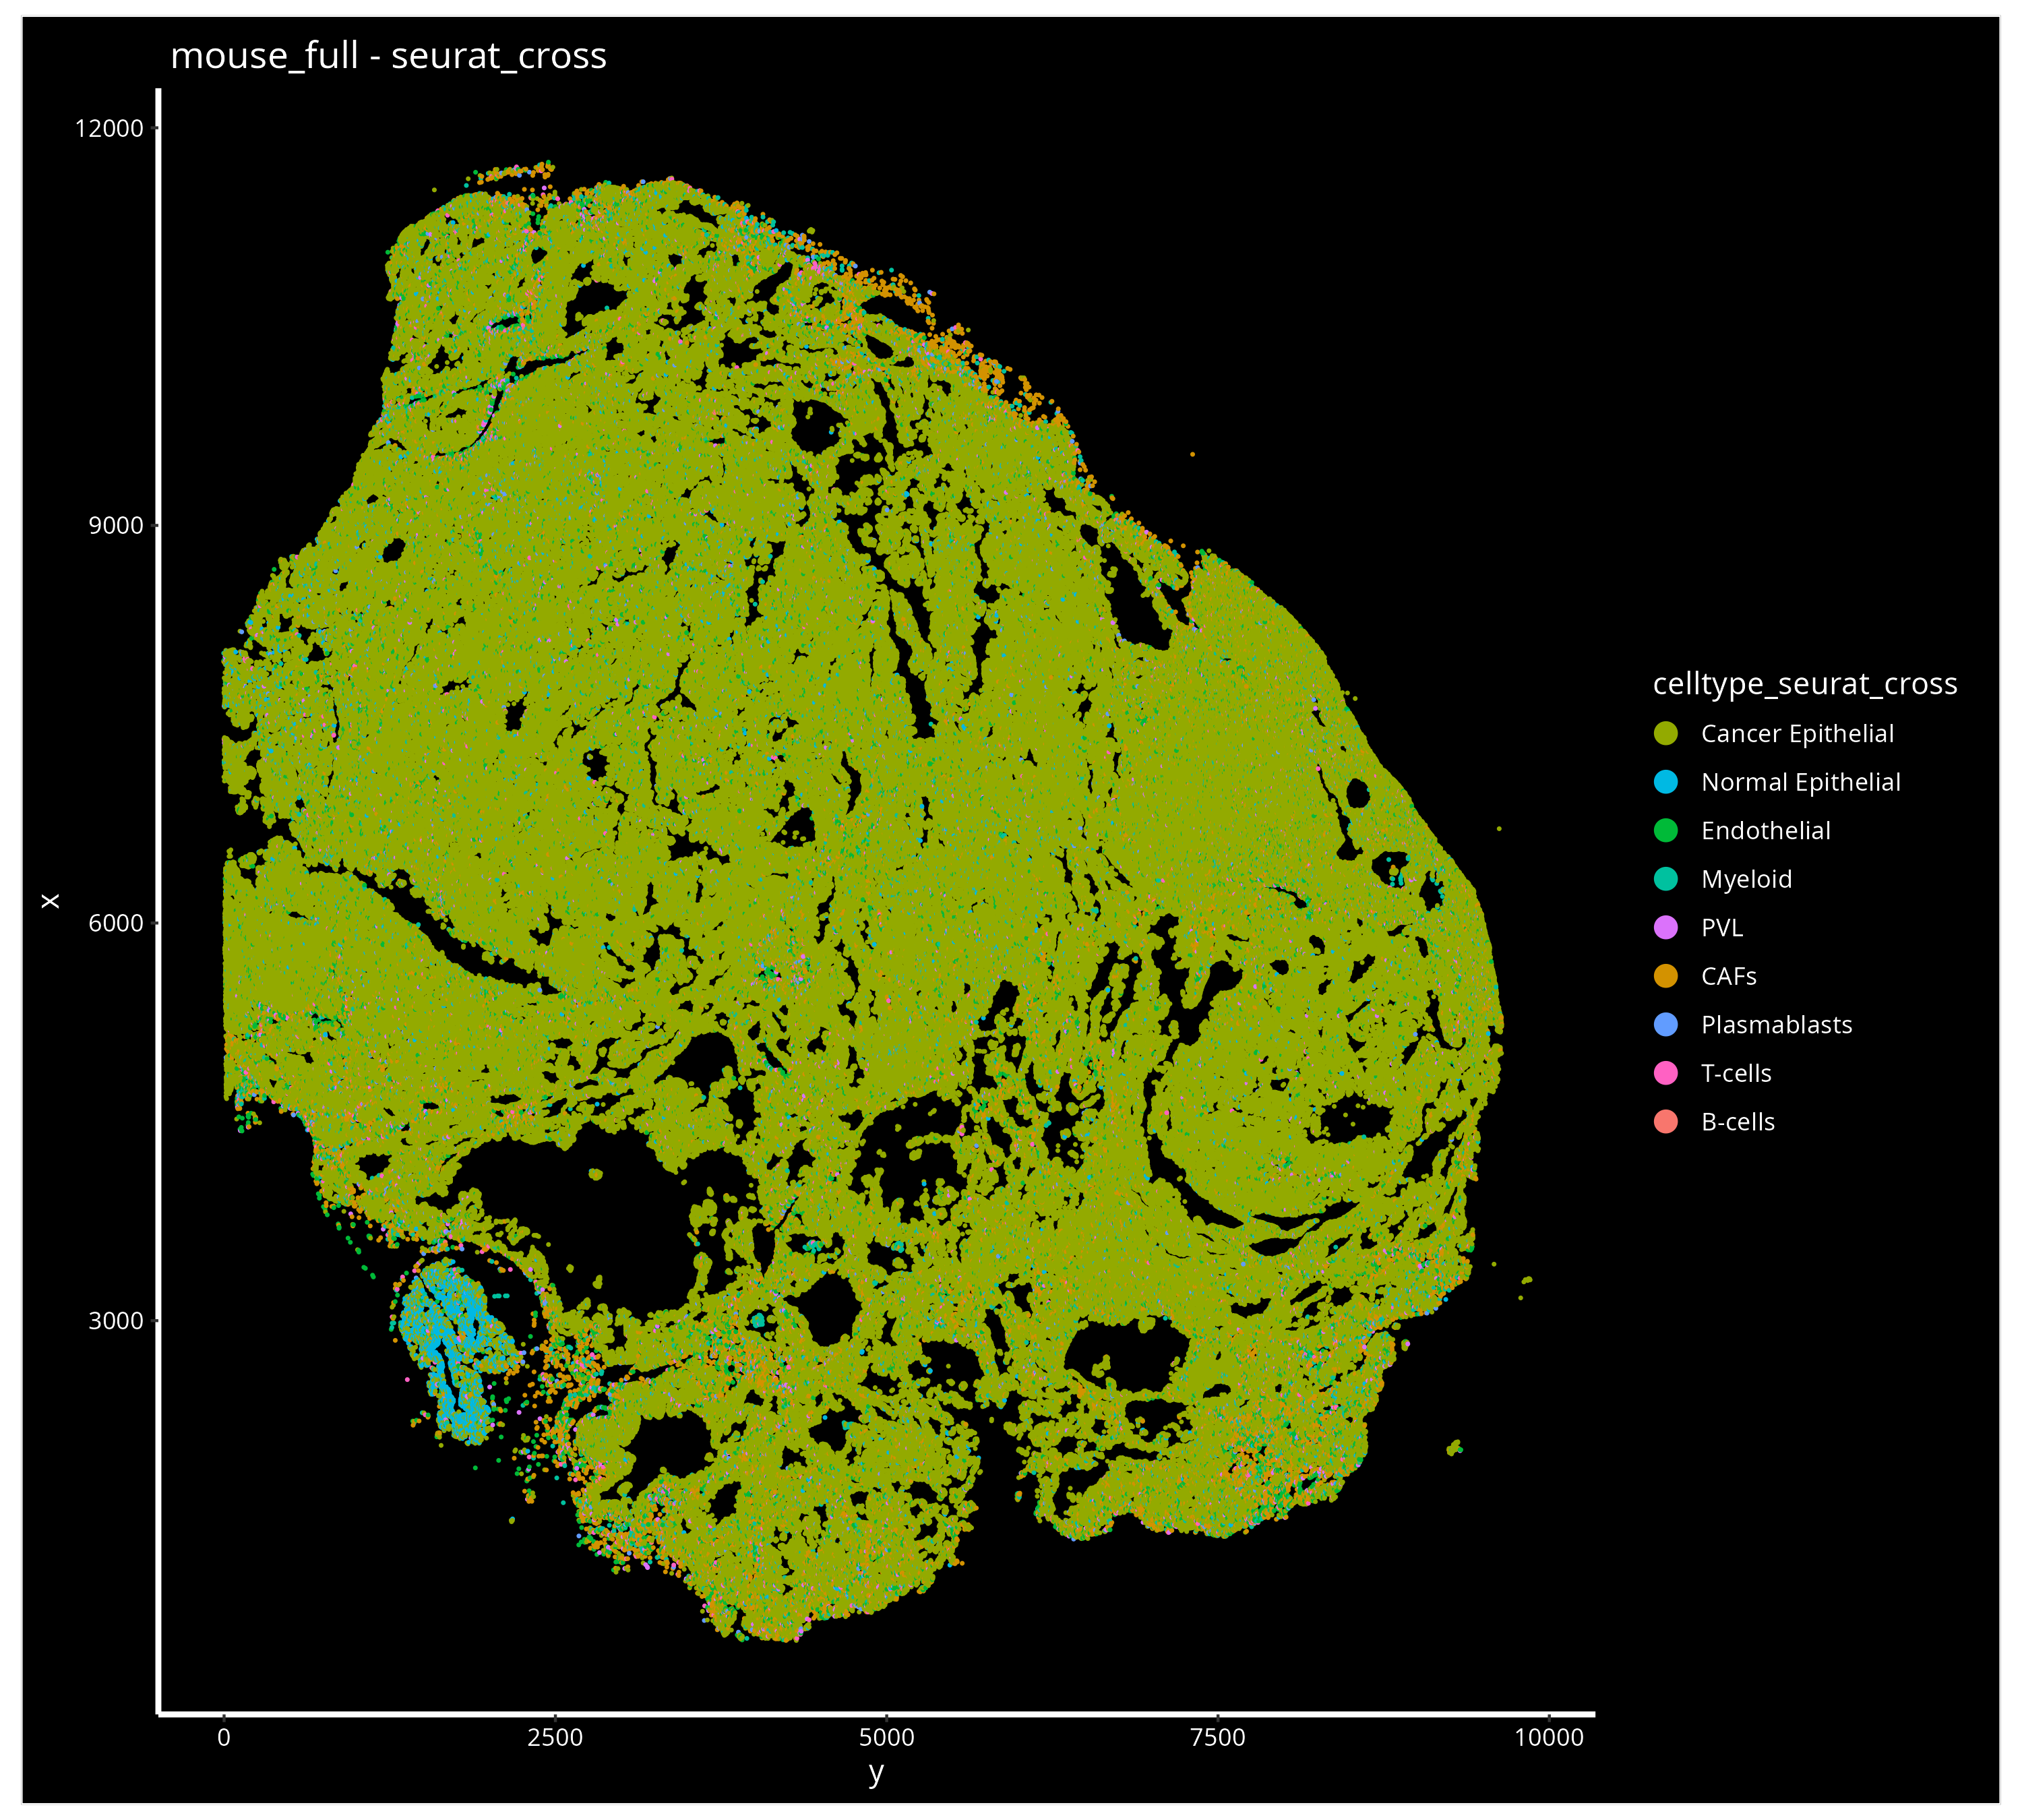 mouse_full - seurat_cross
12000
9000
6000
3000
x
0 2500 5000 7500 10000
y
celltype_seurat_cross
Cancer Epithelial
Normal Epithelial
Endothelial
Myeloid
PVL
CAFs
Plasmablasts
T-cells
B-cells